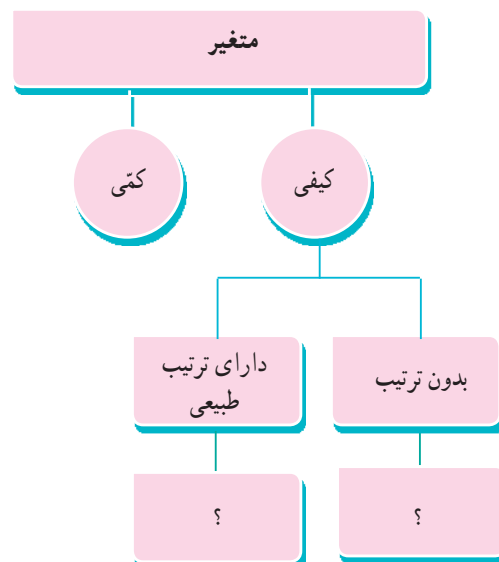 متغیر
کیفی
کمّی
بدون ترتیب
دارای ترتیب
طبیعی
؟
؟